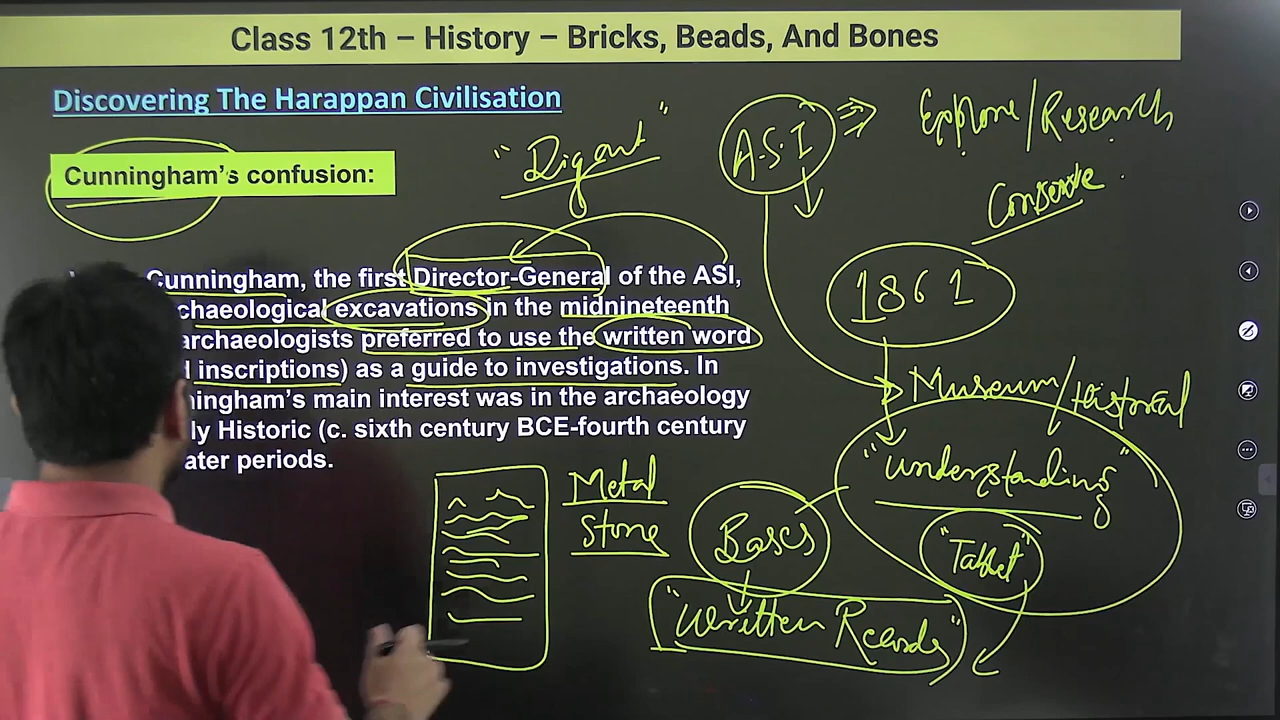 Class 12th – History – Bricks, Beads, And Bones
Discovering The Harappan Civilisation
Cunningham's confusion:
Cunningham, the first Director-General of the ASI,
chaeological excavations in the midnineteenth
archaeologists preferred to use the written word
inscriptions) as a guide to investigations. In
ningham's main interest was in the archaeology
ly Historic (c. sixth century BCE-fourth century
ater periods.
A.S.I
Explore/Research
Conserve
1861
Museum/Historical
"understanding"
"Tablet"
Metal
Stone
Bases
"Written Records"